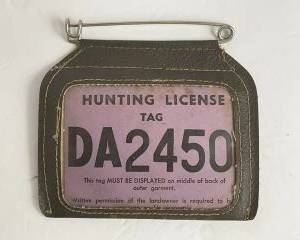 HUNTING LICENSE
TAG
DA2450
This tag MUST BE DISPLAYED on middle of back of
outer garment.
Written permission of the landowner is required to